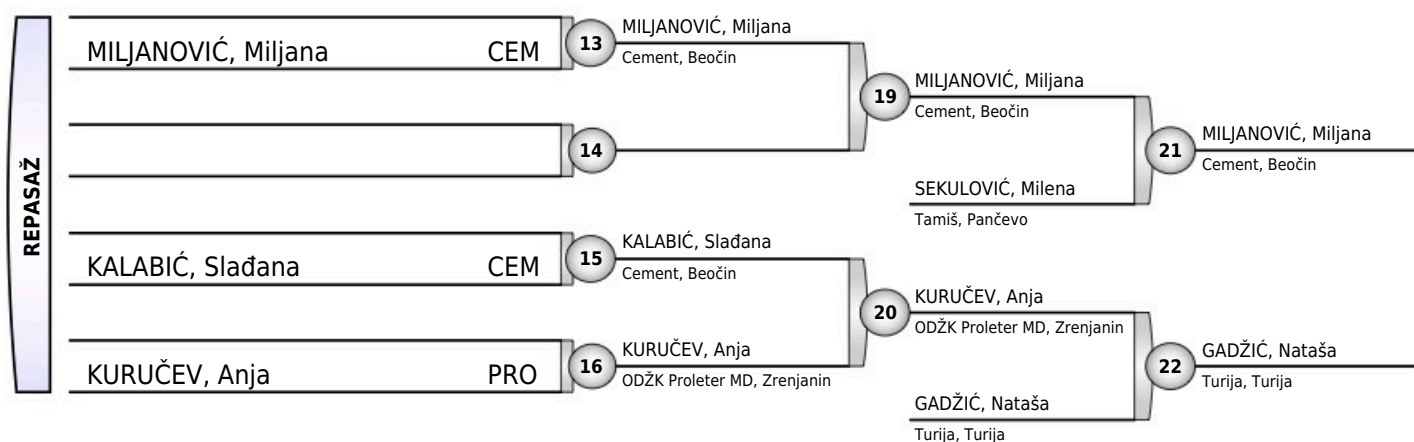 REPASAŽ
MILJANOVIĆ, Miljana CEM
KALABIĆ, Slađana CEM
KURUČEV, Anja PRO
13
MILJANOVIĆ, Miljana
Cement, Beočin
14
15
KALABIĆ, Slađana
Cement, Beočin
16
KURUČEV, Anja
ODŽK Proleter MD, Zrenjanin
19
MILJANOVIĆ, Miljana
Cement, Beočin
SEKULOVIĆ, Milena
Tamiš, Pančevo
20
KURUČEV, Anja
ODŽK Proleter MD, Zrenjanin
GADŽIĆ, Nataša
Turija, Turija
21
MILJANOVIĆ, Miljana
Cement, Beočin
22
GADŽIĆ, Nataša
Turija, Turija